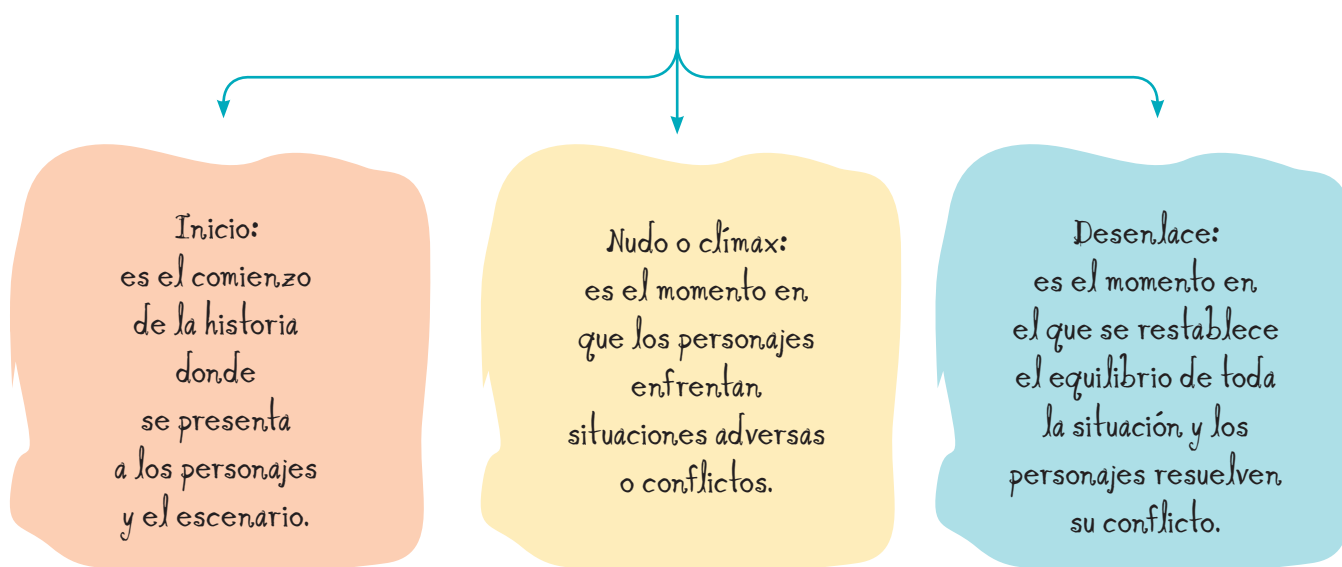 Inicio:
es el comienzo
de la historia
donde
se presenta
a los personajes
y el escenario.
Nudo o clímax:
es el momento en
que los personajes
enfrentan
situaciones adversas
o conflictos.
Desenlace:
es el momento en
el que se restablece
el equilibrio de toda
la situación y los
personajes resuelven
su conflicto.